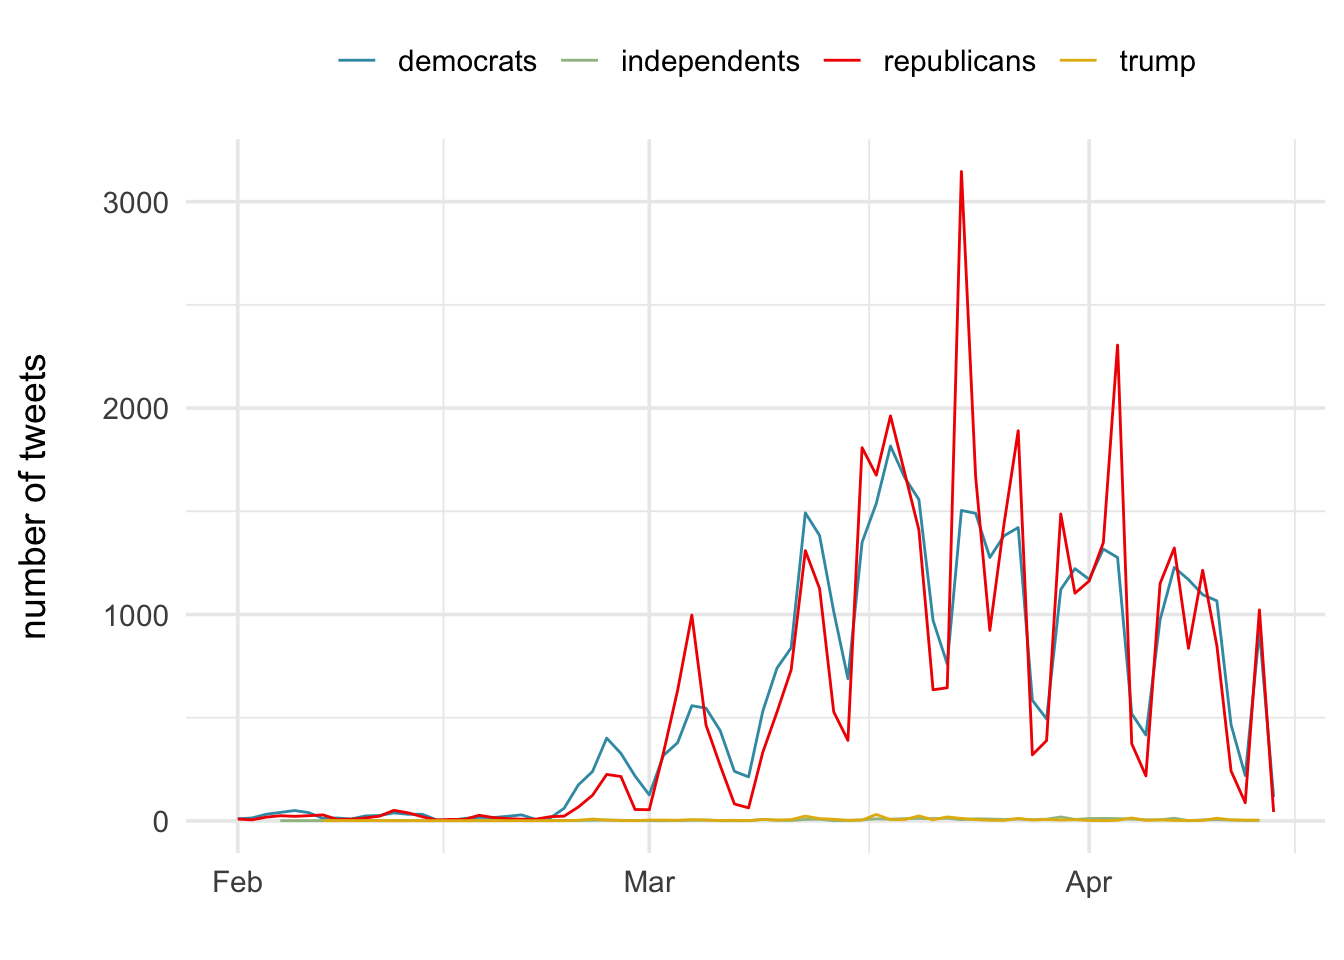 democrats independents republicans trump
number of tweets
3000
2000
1000
0
Feb Mar Apr